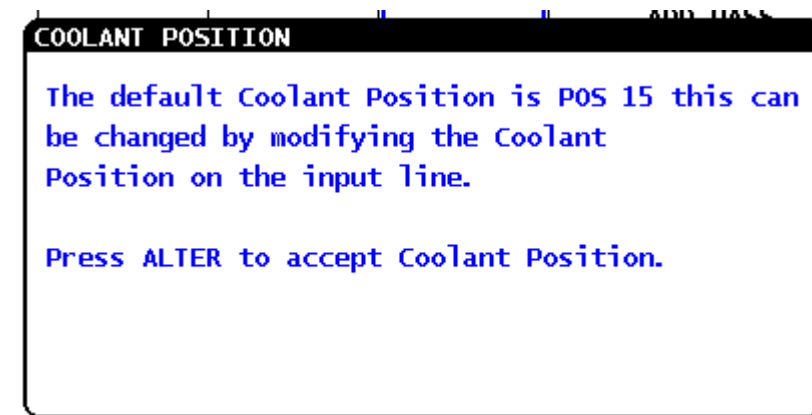 COOLANT POSITION
The default Coolant Position is POS 15 this can
be changed by modifying the Coolant
Position on the input line.
Press ALTER to accept Coolant Position.